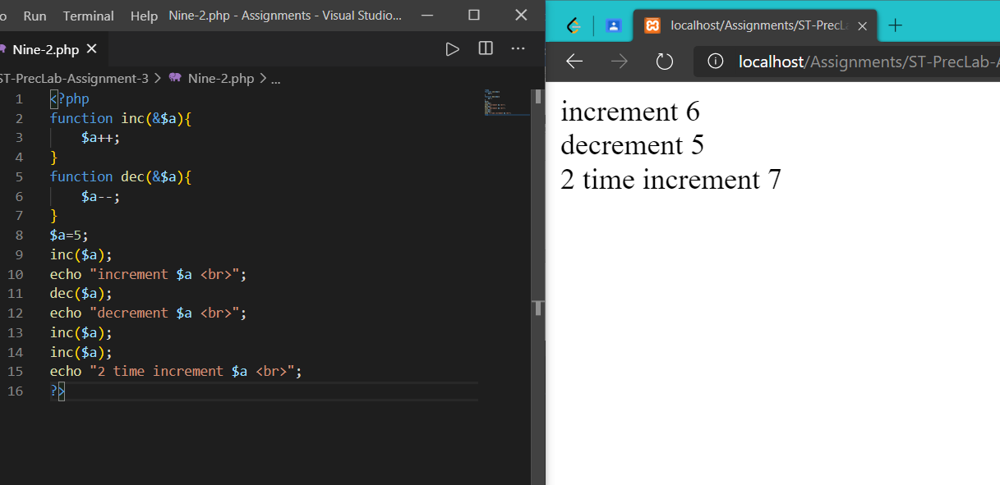 Run Terminal Help Nine-2.php - Assignments - Visual Studio...
Nine-2.php
ST-PrecLab-Assignment-3 > Nine-2.php > ...
1 <?php
2 function inc(&$a){
3     $a++;
4 }
5 function dec(&$a){
6     $a--;
7 }
8 $a=5;
9 inc($a);
10 echo "increment $a <br>";
11 dec($a);
12 echo "decrement $a <br>";
13 inc($a);
14 inc($a);
15 echo "2 time increment $a <br>";
16 ?>
localhost/Assignments/ST-PrecL
localhost/Assignments/ST-PrecLab-A
increment 6
decrement 5
2 time increment 7